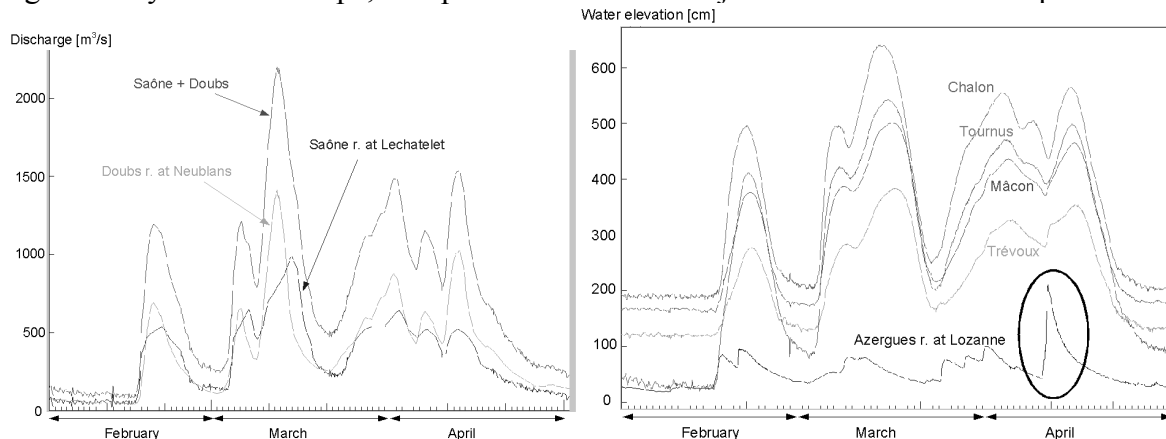 Discharge [m³/s]
2000
1500
1000
500
0
Saône + Doubs
Saône r. at Lechatelet
Doubs r. at Neublans
February
March
April
Water elevation [cm]
600
500
400
300
200
100
0
Chalon
Tournus
Mâcon
Trévoux
Azergues r. at Lozanne
February
March
April